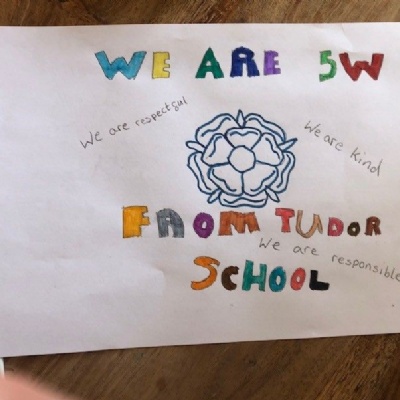 WE ARE 5W
We are respectful
We are kind
FROM TUDOR
We are responsible
SCHOOL